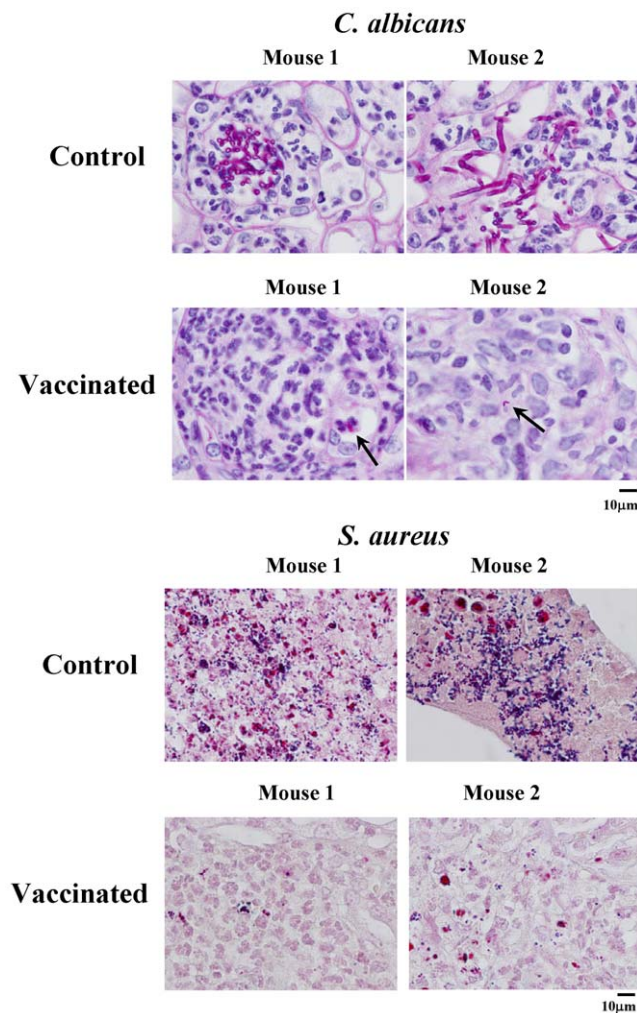 C. albicans
Mouse 1 Mouse 2
Control
Mouse 1 Mouse 2
Vaccinated
10μm
S. aureus
Mouse 1 Mouse 2
Control
Mouse 1 Mouse 2
Vaccinated
10μm